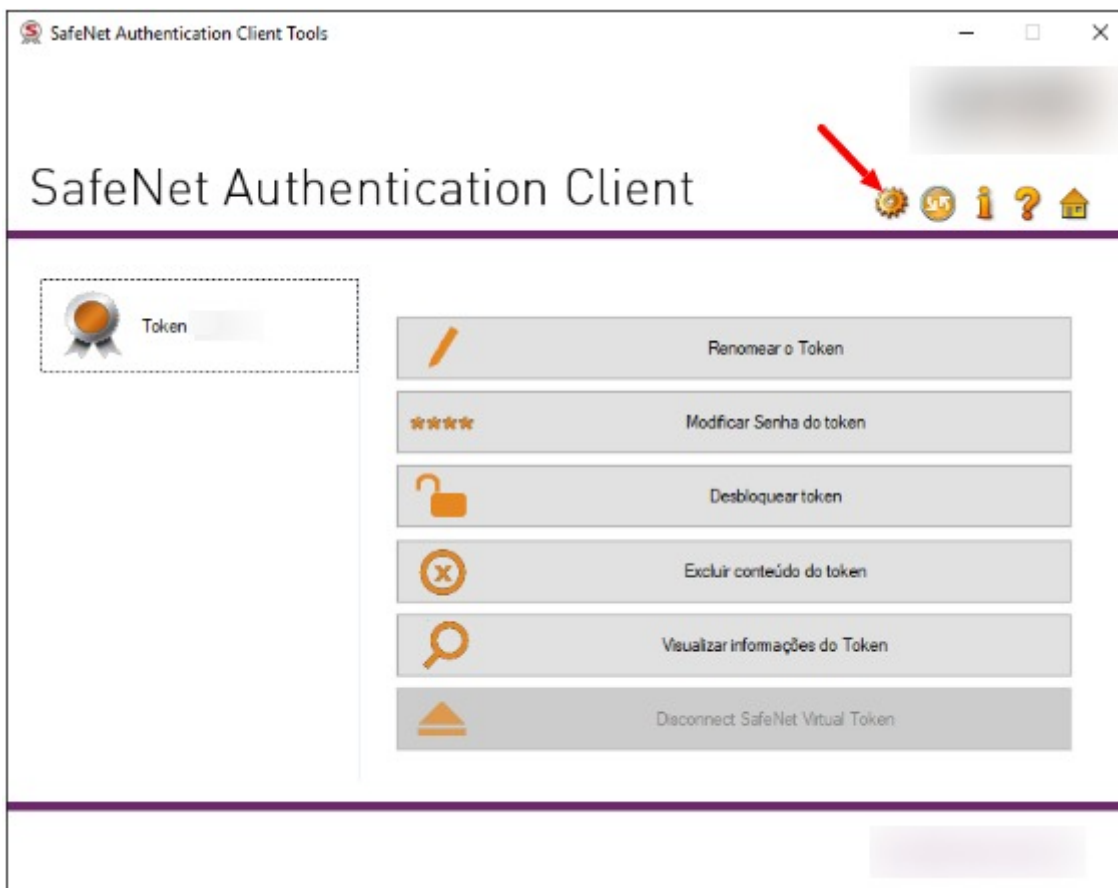 SafeNet Authentication Client Tools
SafeNet Authentication Client
Token
Renomear o Token
**** Modificar Senha do token
Desbloquear token
Excluir conteúdo do token
Visualizar informações do Token
Disconnect SafeNet Virtual Token